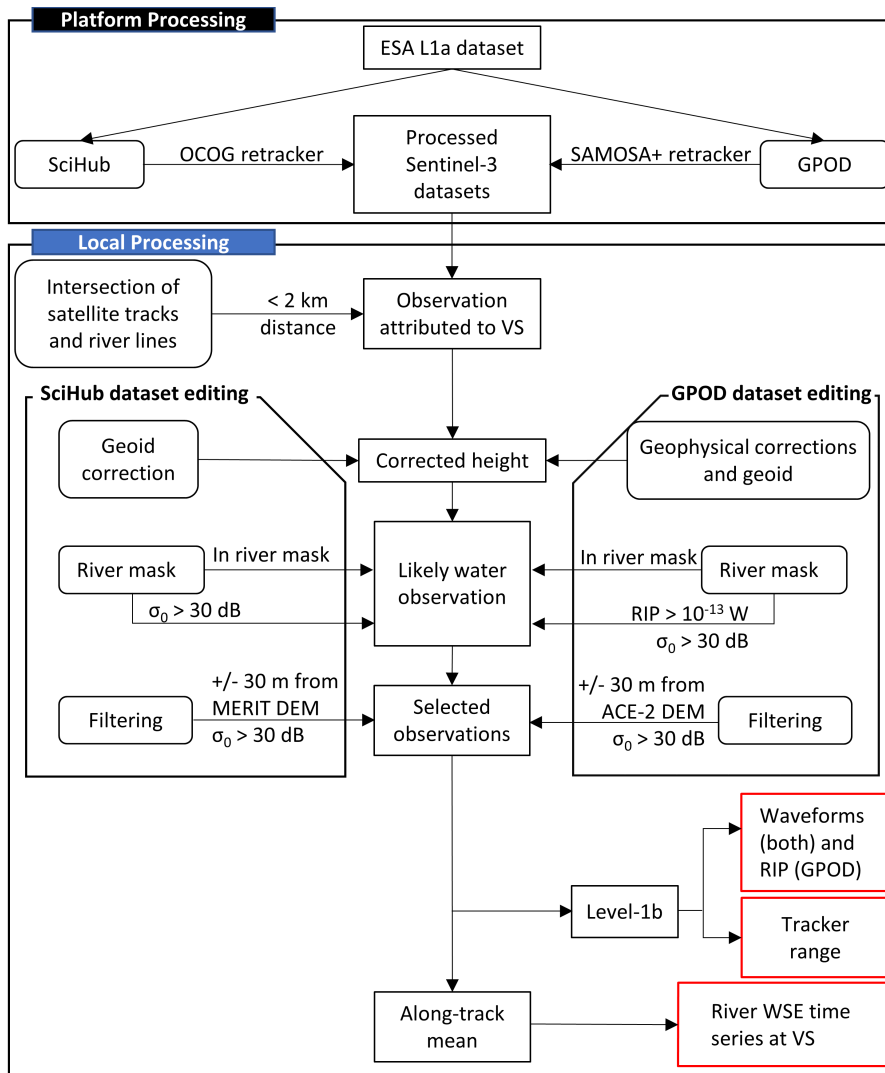 Platform Processing
ESA L1a dataset
SciHub
OCOG retracker
Processed
Sentinel-3
datasets
SAMOSA+ retracker
GPOD
Local Processing
Intersection of
satellite tracks
and river lines
< 2 km
distance
Observation
attributed to VS
SciHub dataset editing
GPOD dataset editing
Geoid
correction
Corrected height
Geophysical corrections
and geoid
River mask
In river mask
σ₀ > 30 dB
Likely water
observation
In river mask
RIP > 10⁻¹³ W
σ₀ > 30 dB
River mask
Filtering
+/- 30 m from
MERIT DEM
σ₀ > 30 dB
Selected
observations
+/- 30 m from
ACE-2 DEM
σ₀ > 30 dB
Filtering
Waveforms
(both) and
RIP (GPOD)
Level-1b
Tracker
range
Along-track
mean
River WSE time
series at VS